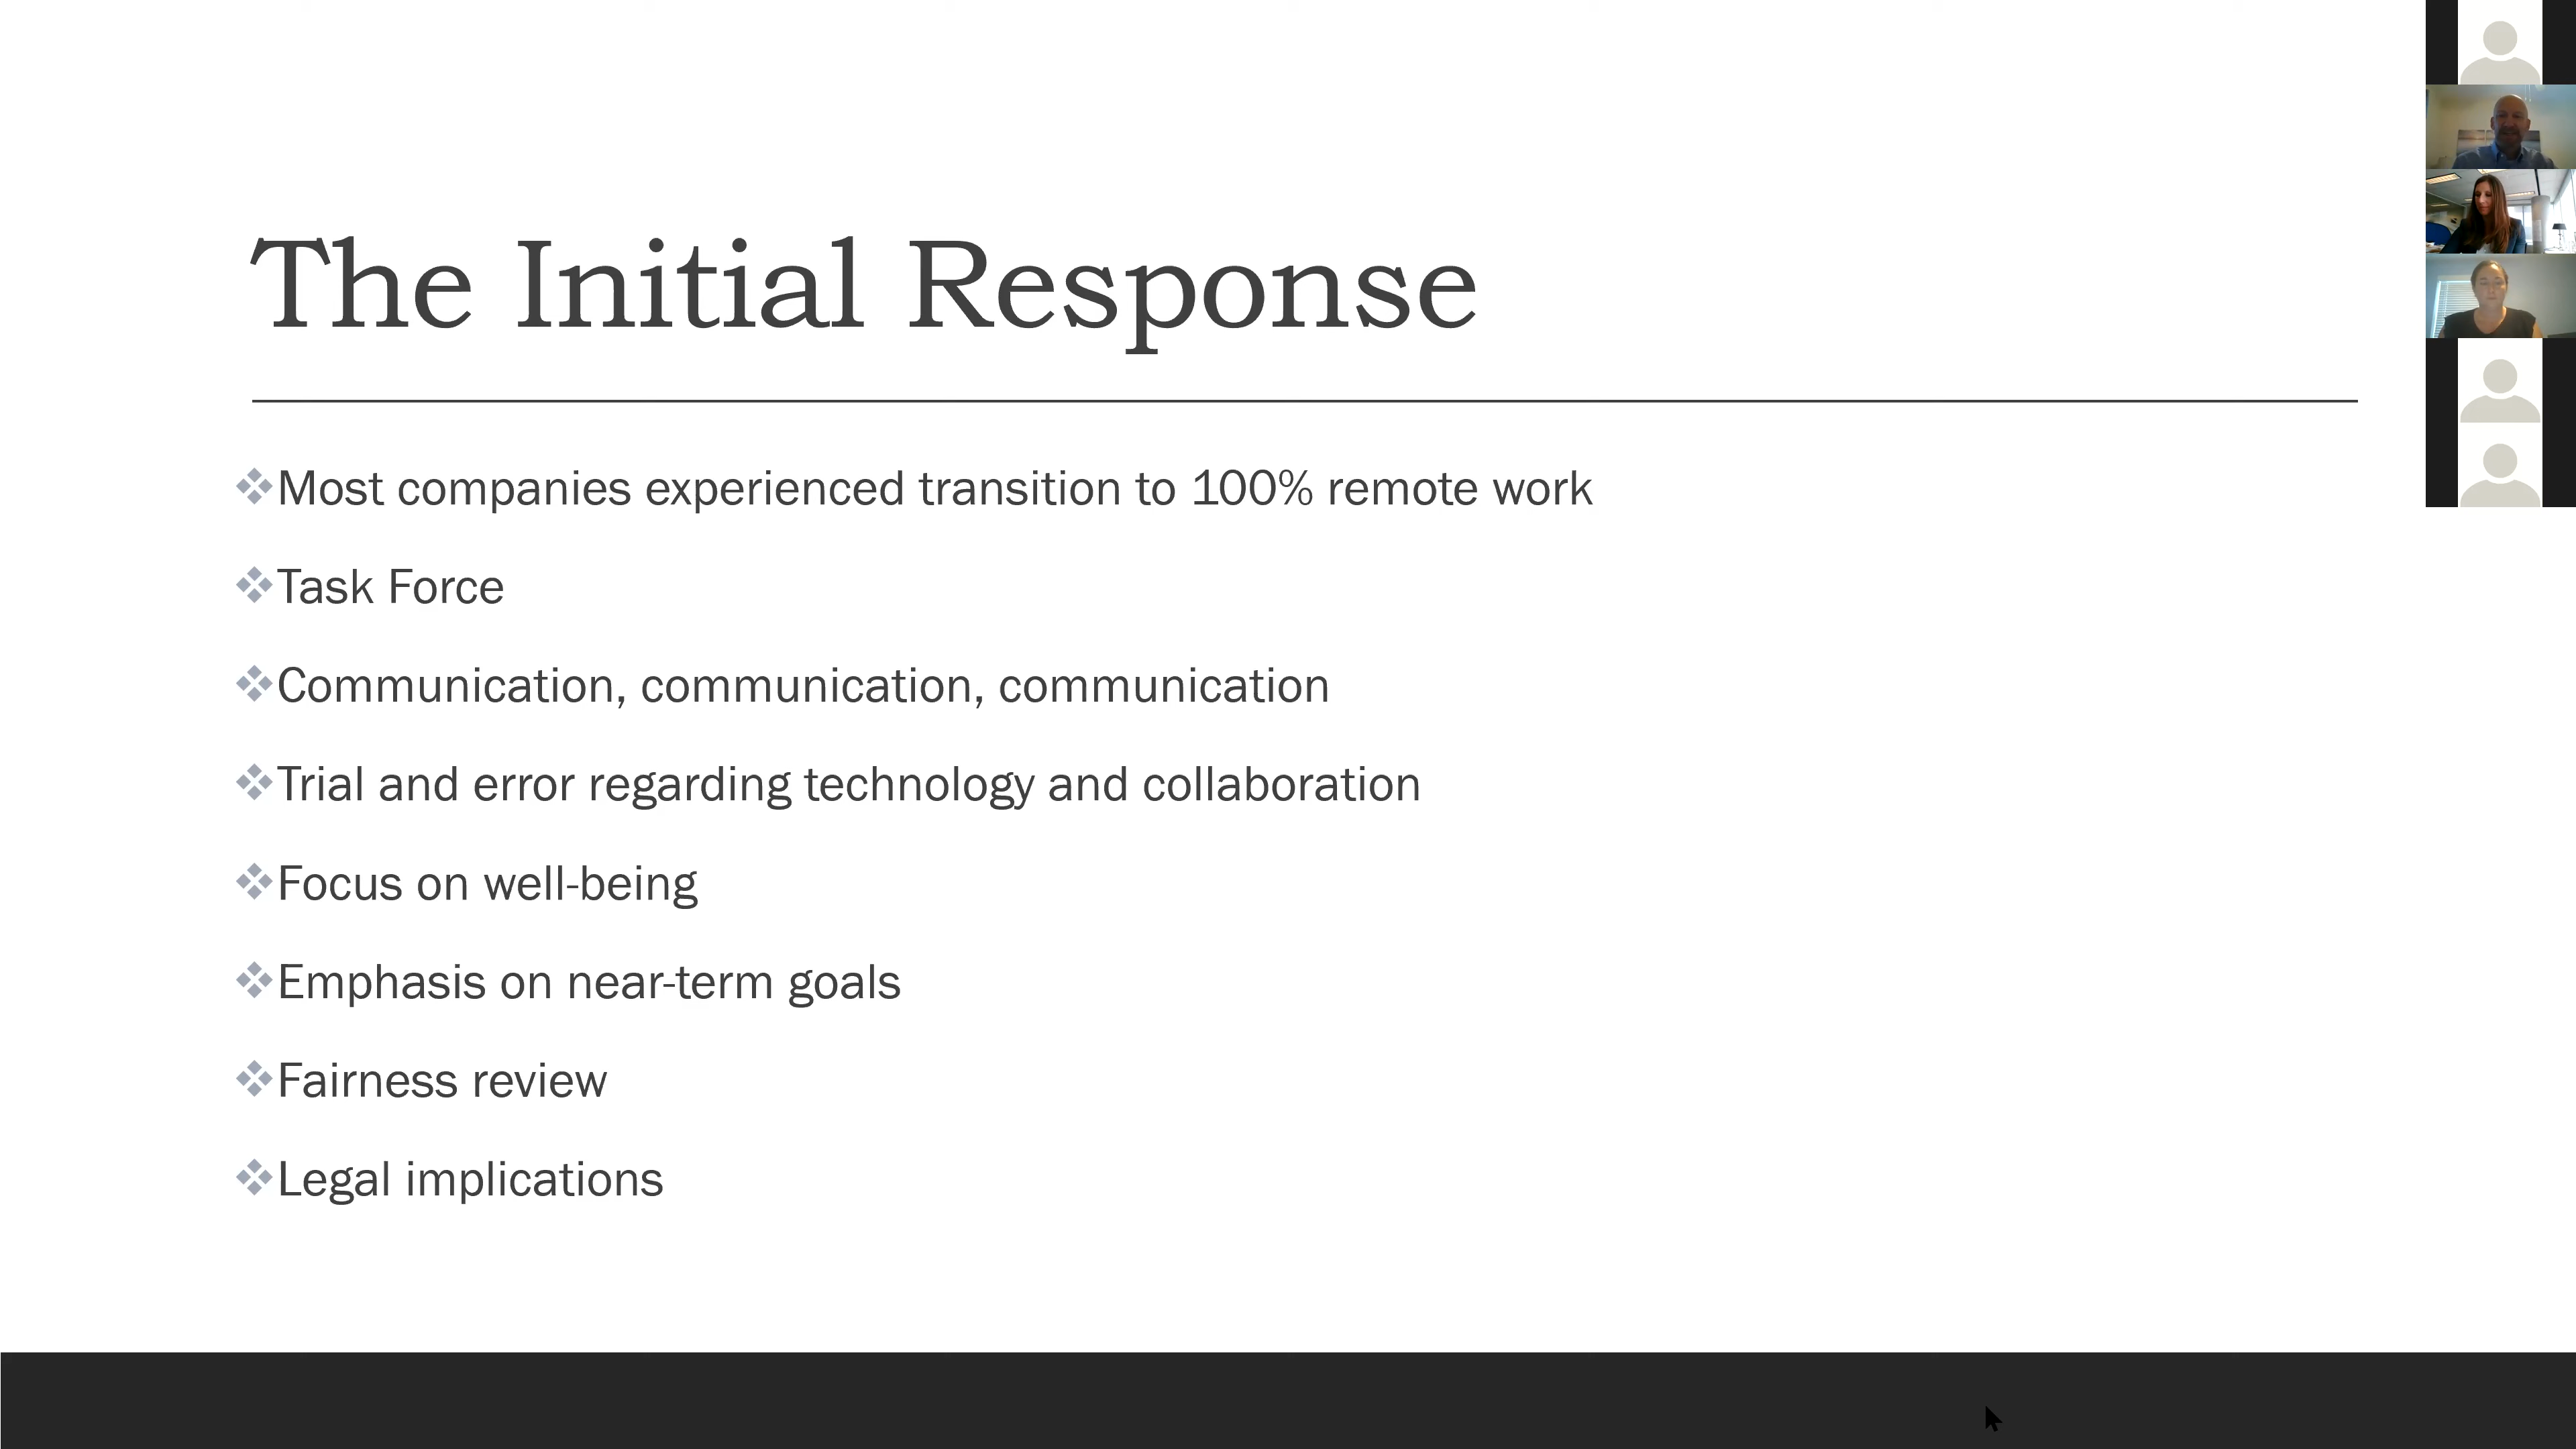 The Initial Response
Most companies experienced transition to 100% remote work
Task Force
Communication, communication, communication
Trial and error regarding technology and collaboration
Focus on well-being
Emphasis on near-term goals
Fairness review
Legal implications